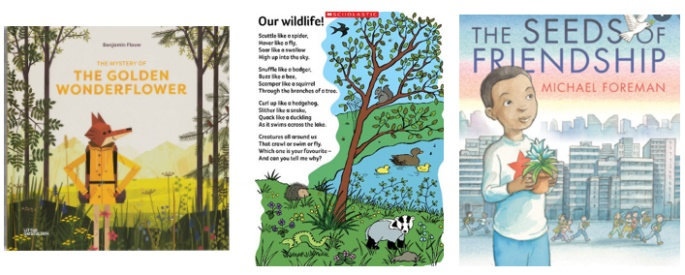 Benjamin Flouw
THE MYSTERY OF
THE GOLDEN
WONDERFLOWER
SCHOLASTIC
Our wildlife!
Scuttle like a spider,
Hover like a fly,
Soar like a swallow
High up into the sky.
Snuffle like a badger,
Buzz like a bee,
Scamper like a squirrel
Through the branches of a tree.
Curl up like a hedgehog,
Slither like a snake,
Quack like a duckling
As it swims across the lake.
Creatures all around us
That crawl or swim or fly.
Which one is your favourite –
And can you tell me why?
THE SEEDS OF
FRIENDSHIP
MICHAEL FOREMAN